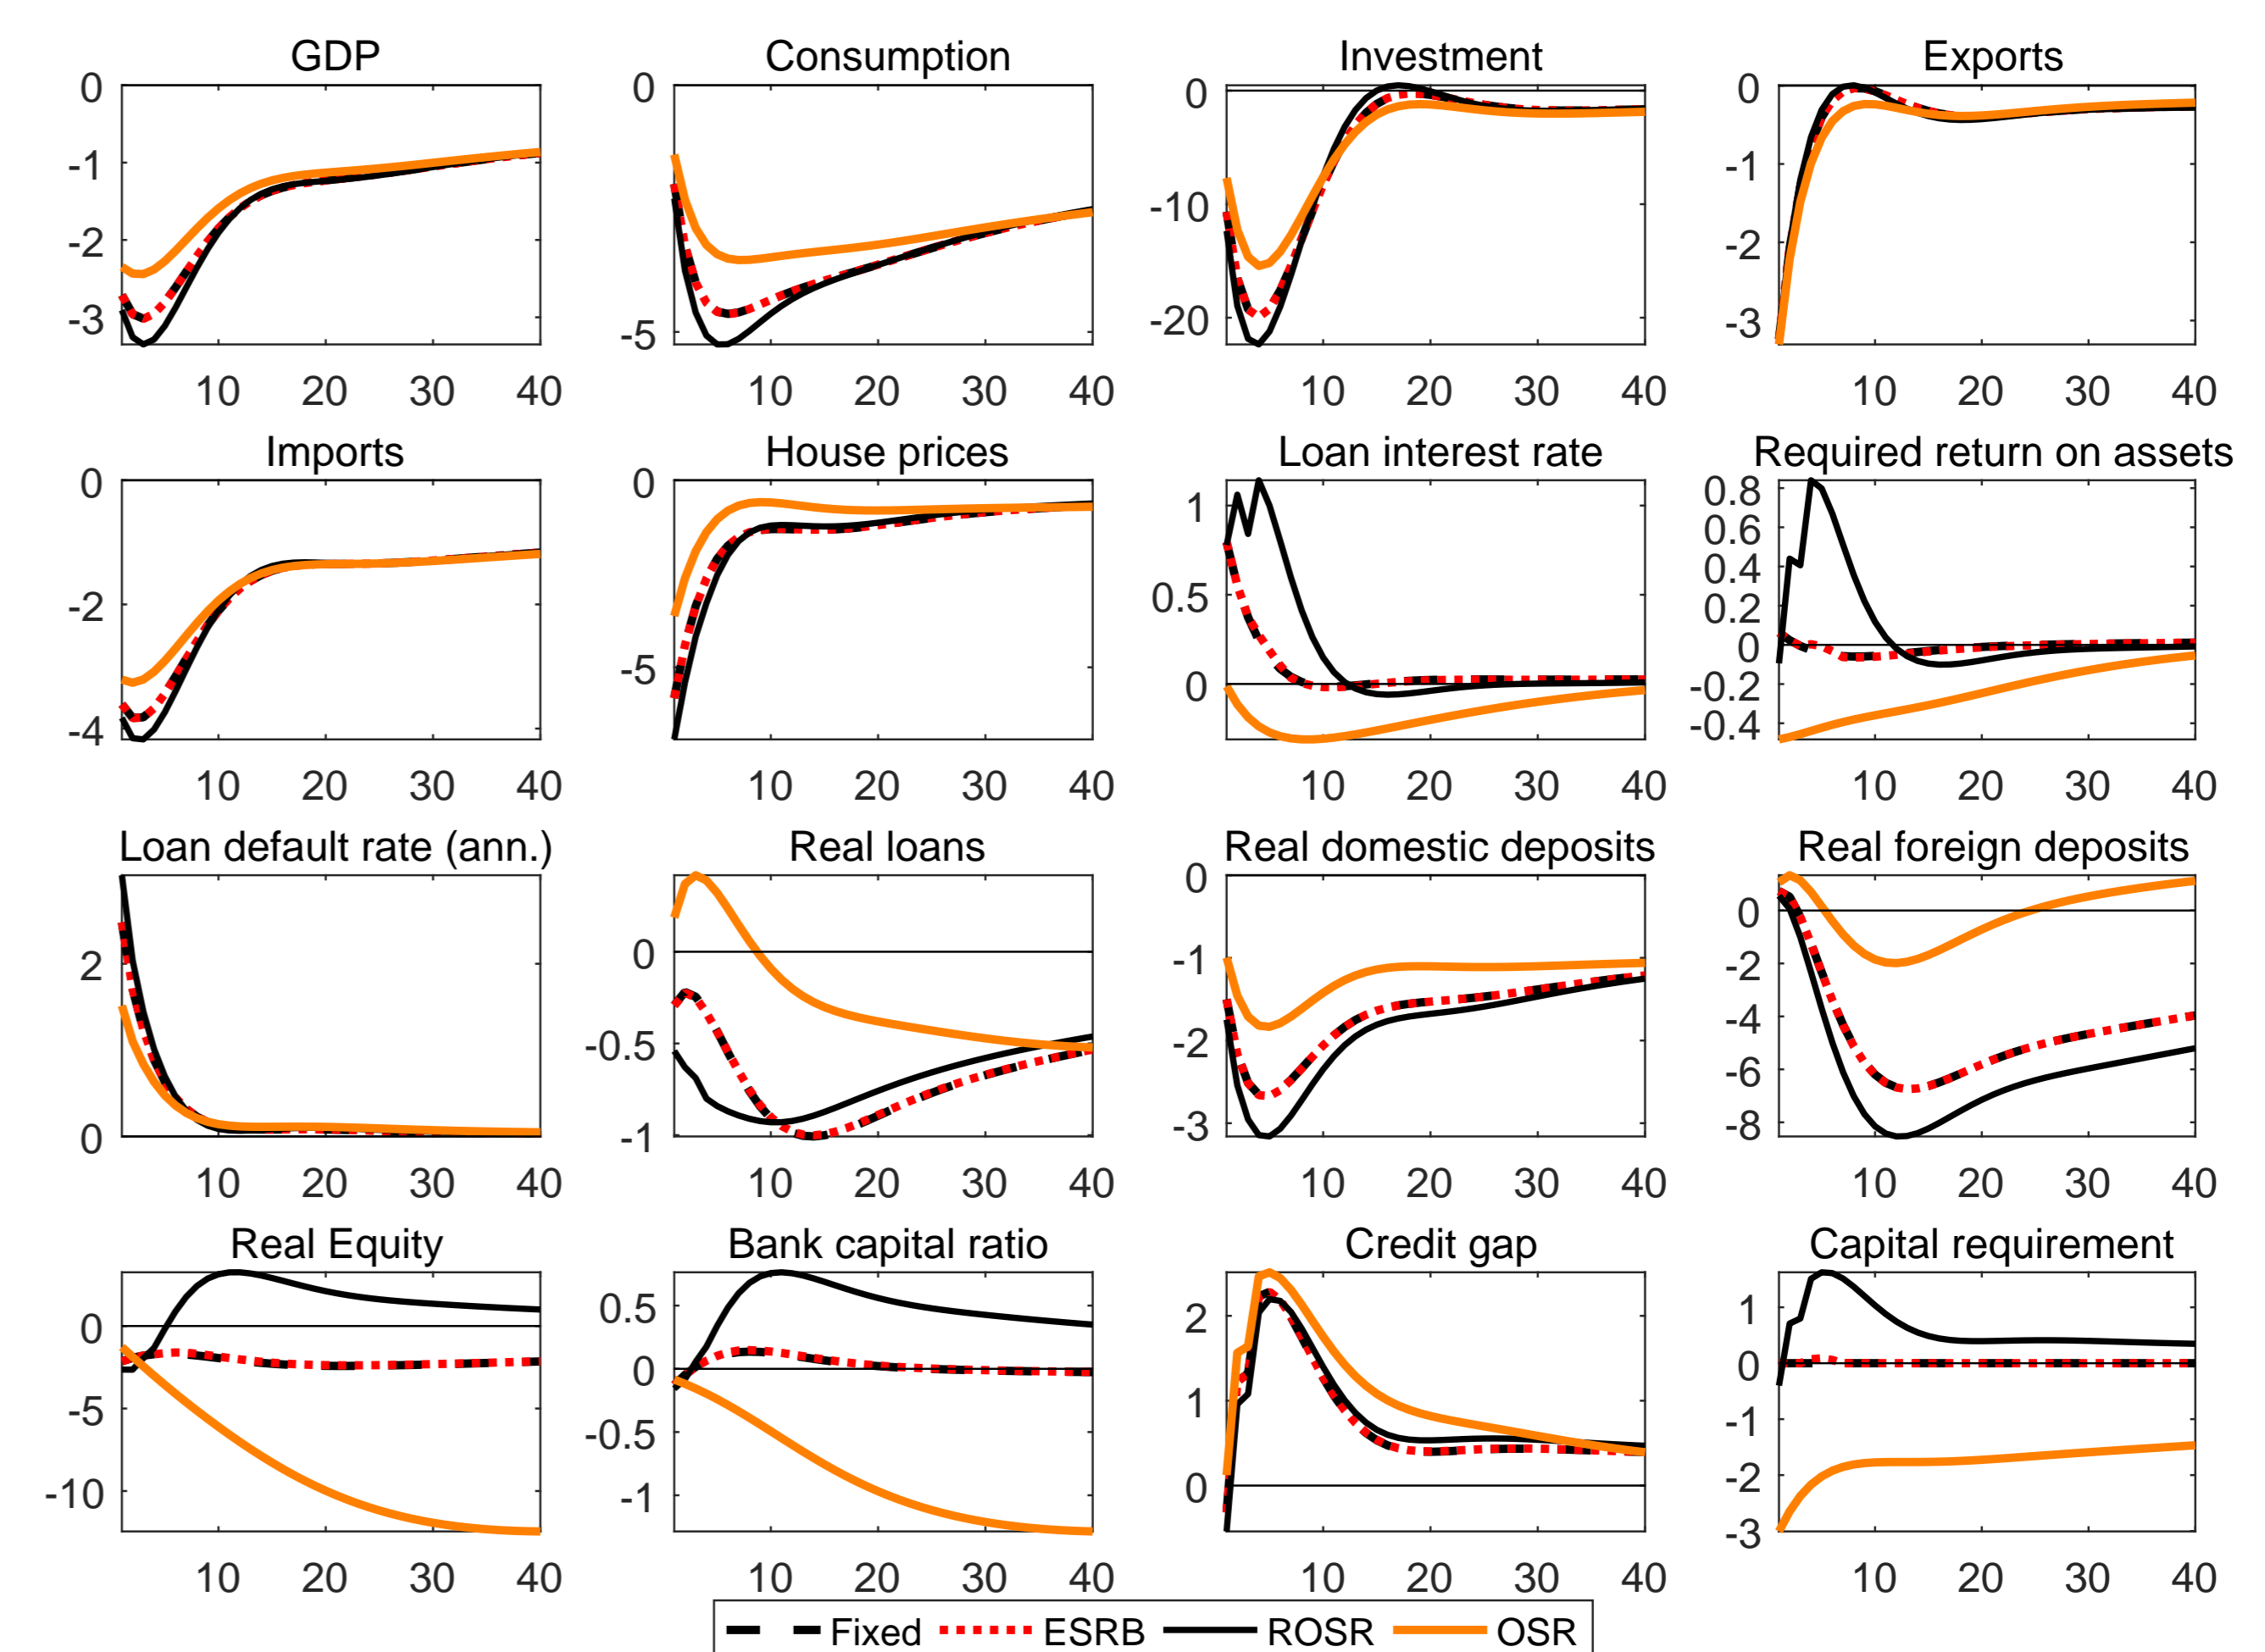 GDP Consumption Investment Exports
0 -1 -2 -3
0 -5
0 -10 -20
0 -1 -2 -3
10 20 30 40 10 20 30 40 10 20 30 40 10 20 30 40
Imports House prices Loan interest rate Required return on assets
0 -2 -4
0 -5
1 0.5 0
0.8 0.6 0.4 0.2 0 -0.2 -0.4
10 20 30 40 10 20 30 40 10 20 30 40 10 20 30 40
Loan default rate (ann.) Real loans Real domestic deposits Real foreign deposits
2 0
0 -0.5 -1
0 -1 -2 -3
0 -2 -4 -6 -8
10 20 30 40 10 20 30 40 10 20 30 40 10 20 30 40
Real Equity Bank capital ratio Credit gap Capital requirement
0 -5 -10
0.5 0 -0.5 -1
2 1 0
1 0 -1 -2 -3
10 20 30 40 10 20 30 40 10 20 30 40 10 20 30 40
Fixed ESRB ROSR OSR